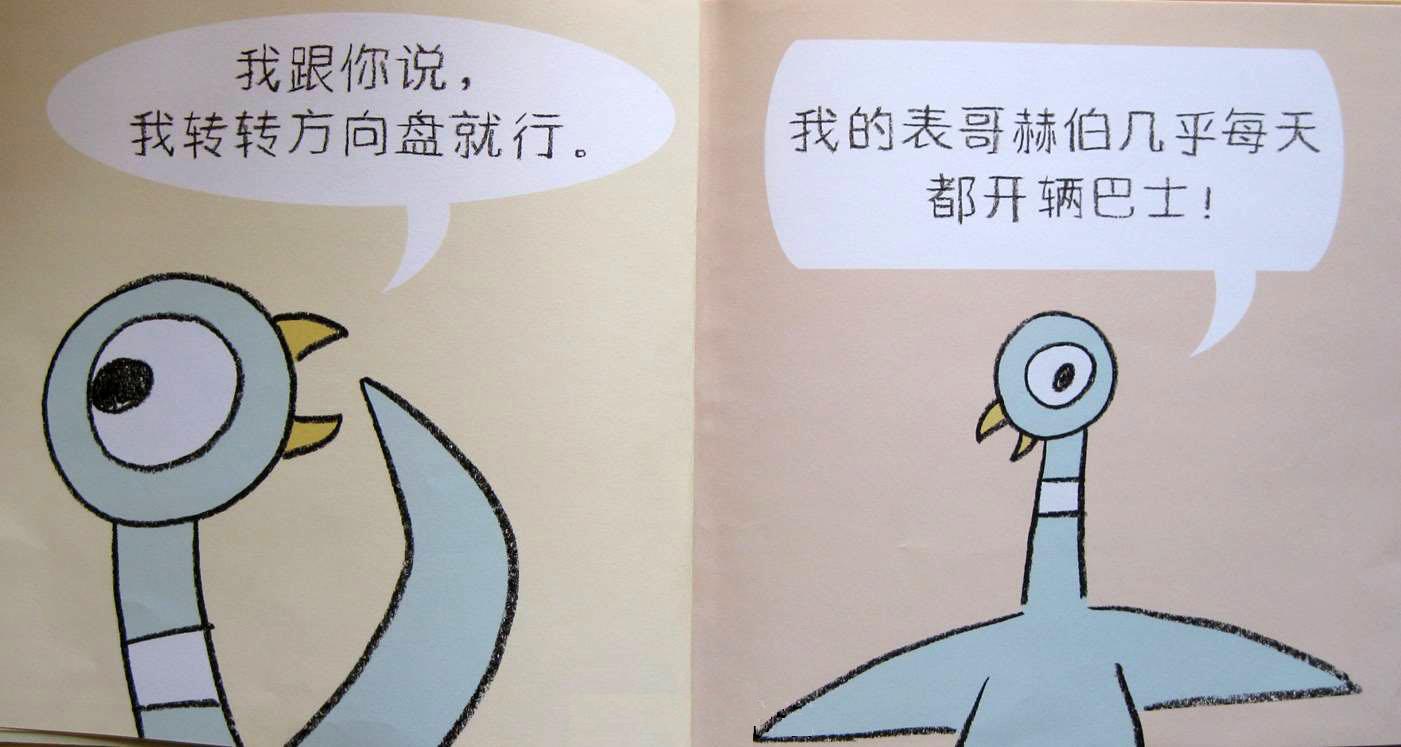 我跟你说，
我转转方向盘就行。
我的表哥赫伯几乎每天
都开辆巴士！